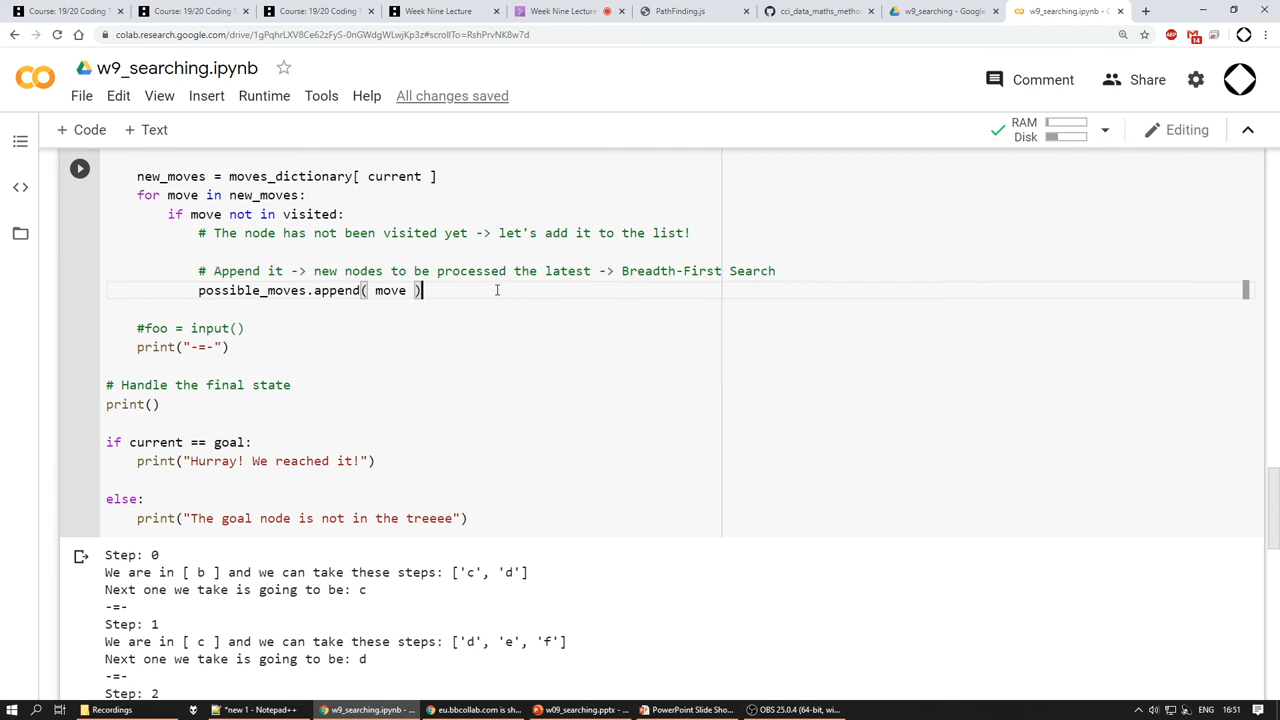 Course: 19/20 Coding T
Course: 19/20 Coding T
Course: 19/20 Coding T
Week Nine Lecture
Week Nine Lecture
PathFinding.js
cci_data_maths_metho
w9_searching - Google
w9_searching.ipynb - C
colab.research.google.com/drive/1gPqhrLXV8Ce62zFyS-0nGWdgWLwjKp3z#scrollTo=RshPrvNK8w7d
14
w9_searching.ipynb
Comment
Share
File Edit View Insert Runtime Tools Help All changes saved
+ Code + Text
RAM
Disk
Editing
new_moves = moves_dictionary[ current ]
for move in new_moves:
if move not in visited:
# The node has not been visited yet -> let's add it to the list!
# Append it -> new nodes to be processed the latest -> Breadth-First Search
possible_moves.append( move )
#foo = input()
print("-=-")
# Handle the final state
print()
if current == goal:
print("Hurray! We reached it!")
else:
print("The goal node is not in the treeee")
Step: 0
We are in [ b ] and we can take these steps: ['c', 'd']
Next one we take is going to be: c
-=-
Step: 1
We are in [ c ] and we can take these steps: ['d', 'e', 'f']
Next one we take is going to be: d
-=-
Step: 2
Recordings
*new 1 - Notepad++
w9_searching.ipynb - ...
eu.bbcollab.com is sh...
w09_searching.pptx - ...
PowerPoint Slide Sho...
OBS 25.0.4 (64-bit, w...
ENG
16:51